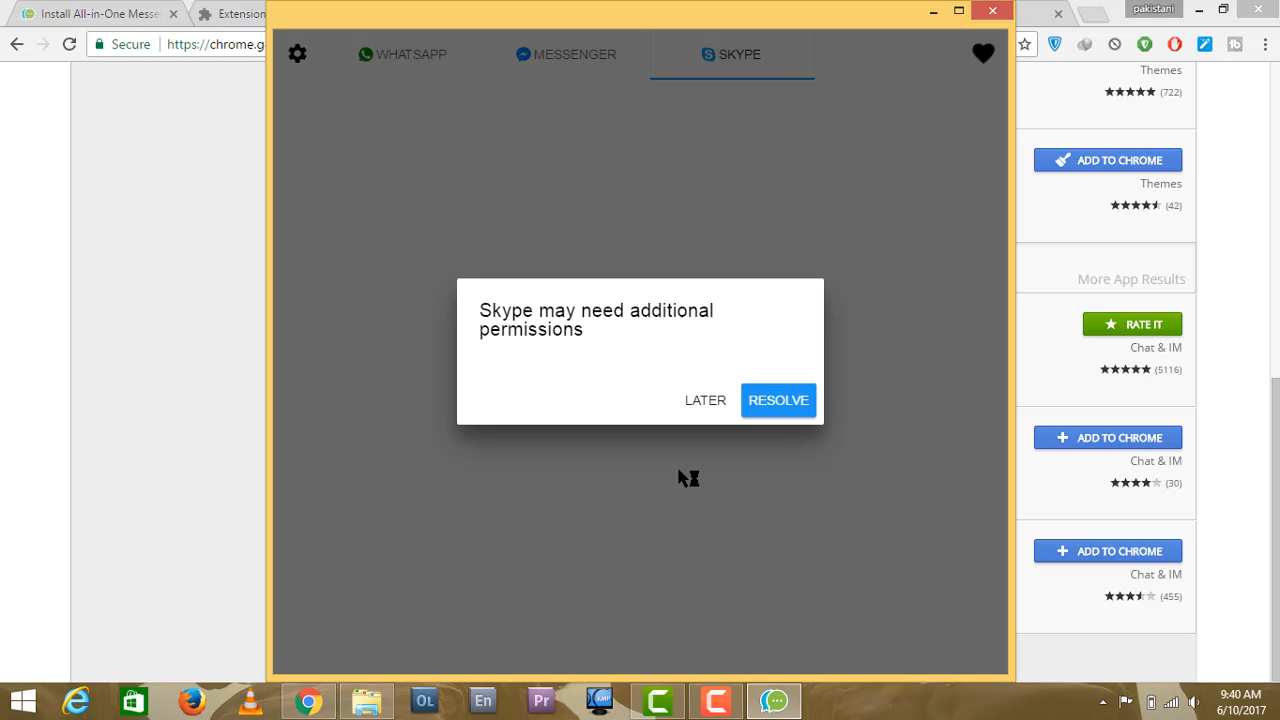 Install All-in-One Messe
Extension
pakistani
Secure
https://chrome.g
WHATSAPP
MESSENGER
SKYPE
Themes
(722)
ADD TO CHROME
Themes
(42)
More App Results
RATE IT
Chat & IM
(5116)
ADD TO CHROME
Chat & IM
(30)
ADD TO CHROME
Chat & IM
(455)
Skype may need additional
permissions
LATER
RESOLVE
OL
En
Pr
9:40 AM
6/10/2017